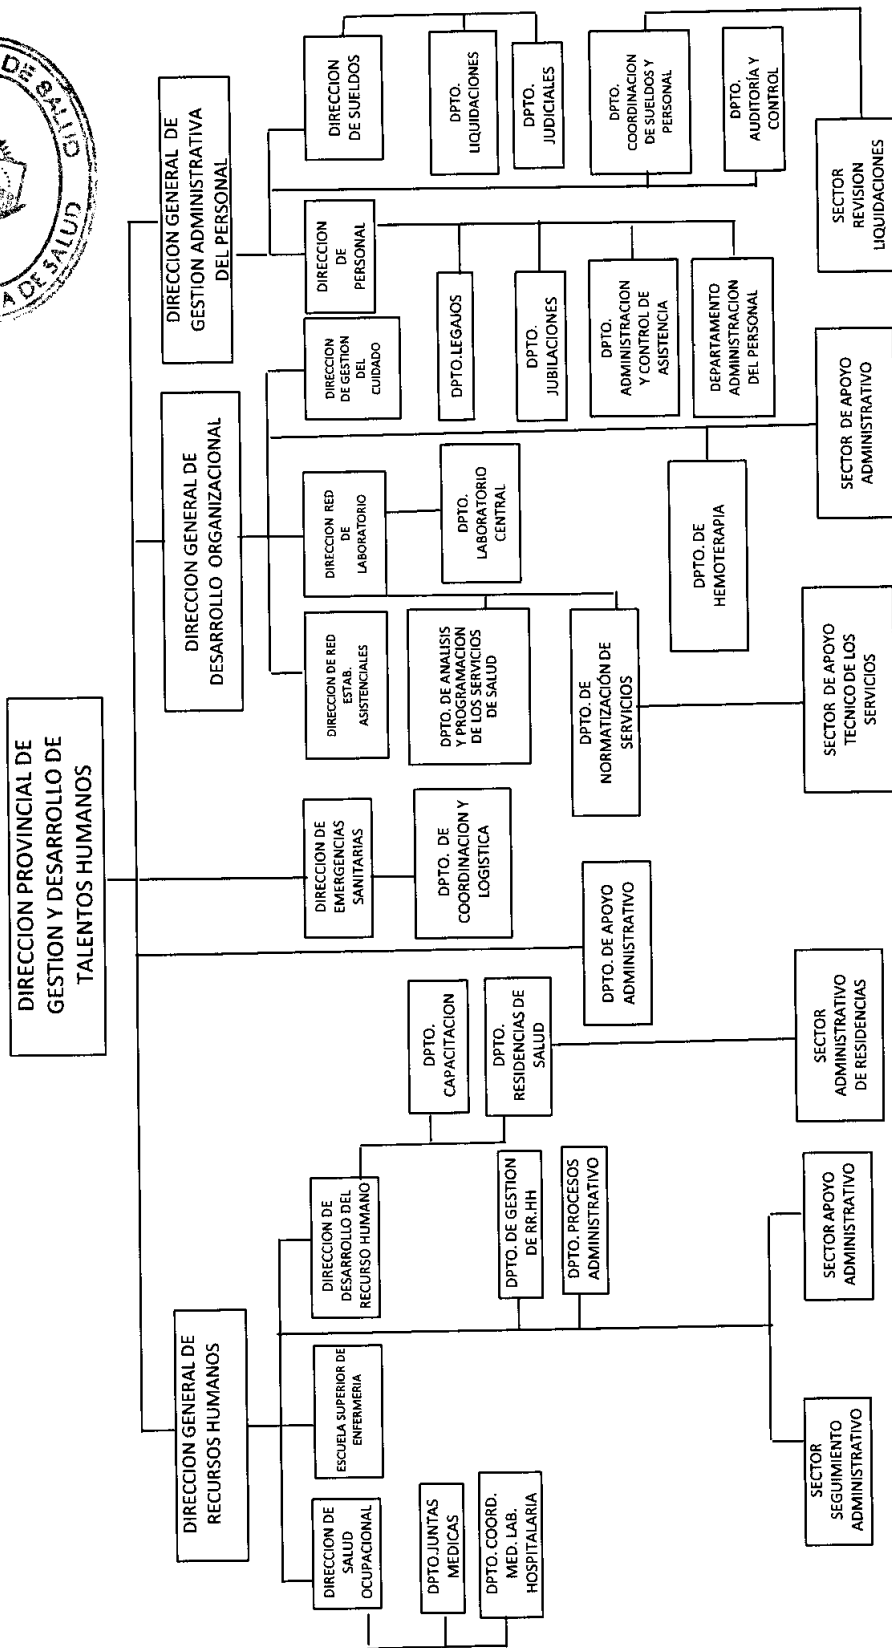 DE SALUD
A DE SALUD
DIRECCION PROVINCIAL DE
GESTION Y DESARROLLO DE
TALENTOS HUMANOS
DIRECCION GENERAL DE
RECURSOS HUMANOS
DIRECCION GENERAL DE
DESARROLLO ORGANIZACIONAL
DIRECCION GENERAL DE
GESTION ADMINISTRATIVA
DEL PERSONAL
DIRECCION DE
SALUD
OCUPACIONAL
ESCUELA SUPERIOR DE
ENFERMERIA
DIRECCION DE
DESARROLLO DEL
RECURSO HUMANO
DIRECCION DE
EMERGENCIAS
SANITARIAS
DIRECCION DE RED
ESTAB.
ASISTENCIALES
DIRECCION RED
DE
LABORATORIO
DIRECCION
DE GESTION
DEL
CUIDADO
DIRECCION
DE
PERSONAL
DIRECCION
DE SUELDOS
DPTO.JUNTAS
MEDICAS
DPTO. COORD.
MED. LAB.
HOSPITALARIA
DPTO. DE GESTION
DE RR.HH
DPTO. PROCESOS
ADMINISTRATIVO
DPTO.
CAPACITACION
DPTO.
RESIDENCIAS DE
SALUD
DPTO. DE
COORDINACION Y
LOGISTICA
DPTO. DE APOYO
ADMINISTRATIVO
DPTO. DE ANALISIS
Y PROGRAMACION
DE LOS SERVICIOS
DE SALUD
DPTO. DE
NORMATIZACIÓN DE
SERVICIOS
DPTO.
LABORATORIO
CENTRAL
DPTO. DE
HEMOTERAPIA
DPTO.LEGAJOS
DPTO.
JUBILACIONES
DPTO.
ADMINISTRACION
Y CONTROL DE
ASISTENCIA
DEPARTAMENTO
ADMINISTRACION
DEL PERSONAL
DPTO.
LIQUIDACIONES
DPTO.
JUDICIALES
DPTO.
COORDINACION
DE SUELDOS Y
PERSONAL
DPTO.
AUDITORÍA Y
CONTROL
SECTOR
SEGUIMIENTO
ADMINISTRATIVO
SECTOR APOYO
ADMINISTRATIVO
SECTOR
ADMINISTRATIVO
DE RESIDENCIAS
SECTOR DE APOYO
TECNICO DE LOS
SERVICIOS
SECTOR DE APOYO
ADMINISTRATIVO
SECTOR
REVISION
LIQUIDACIONES